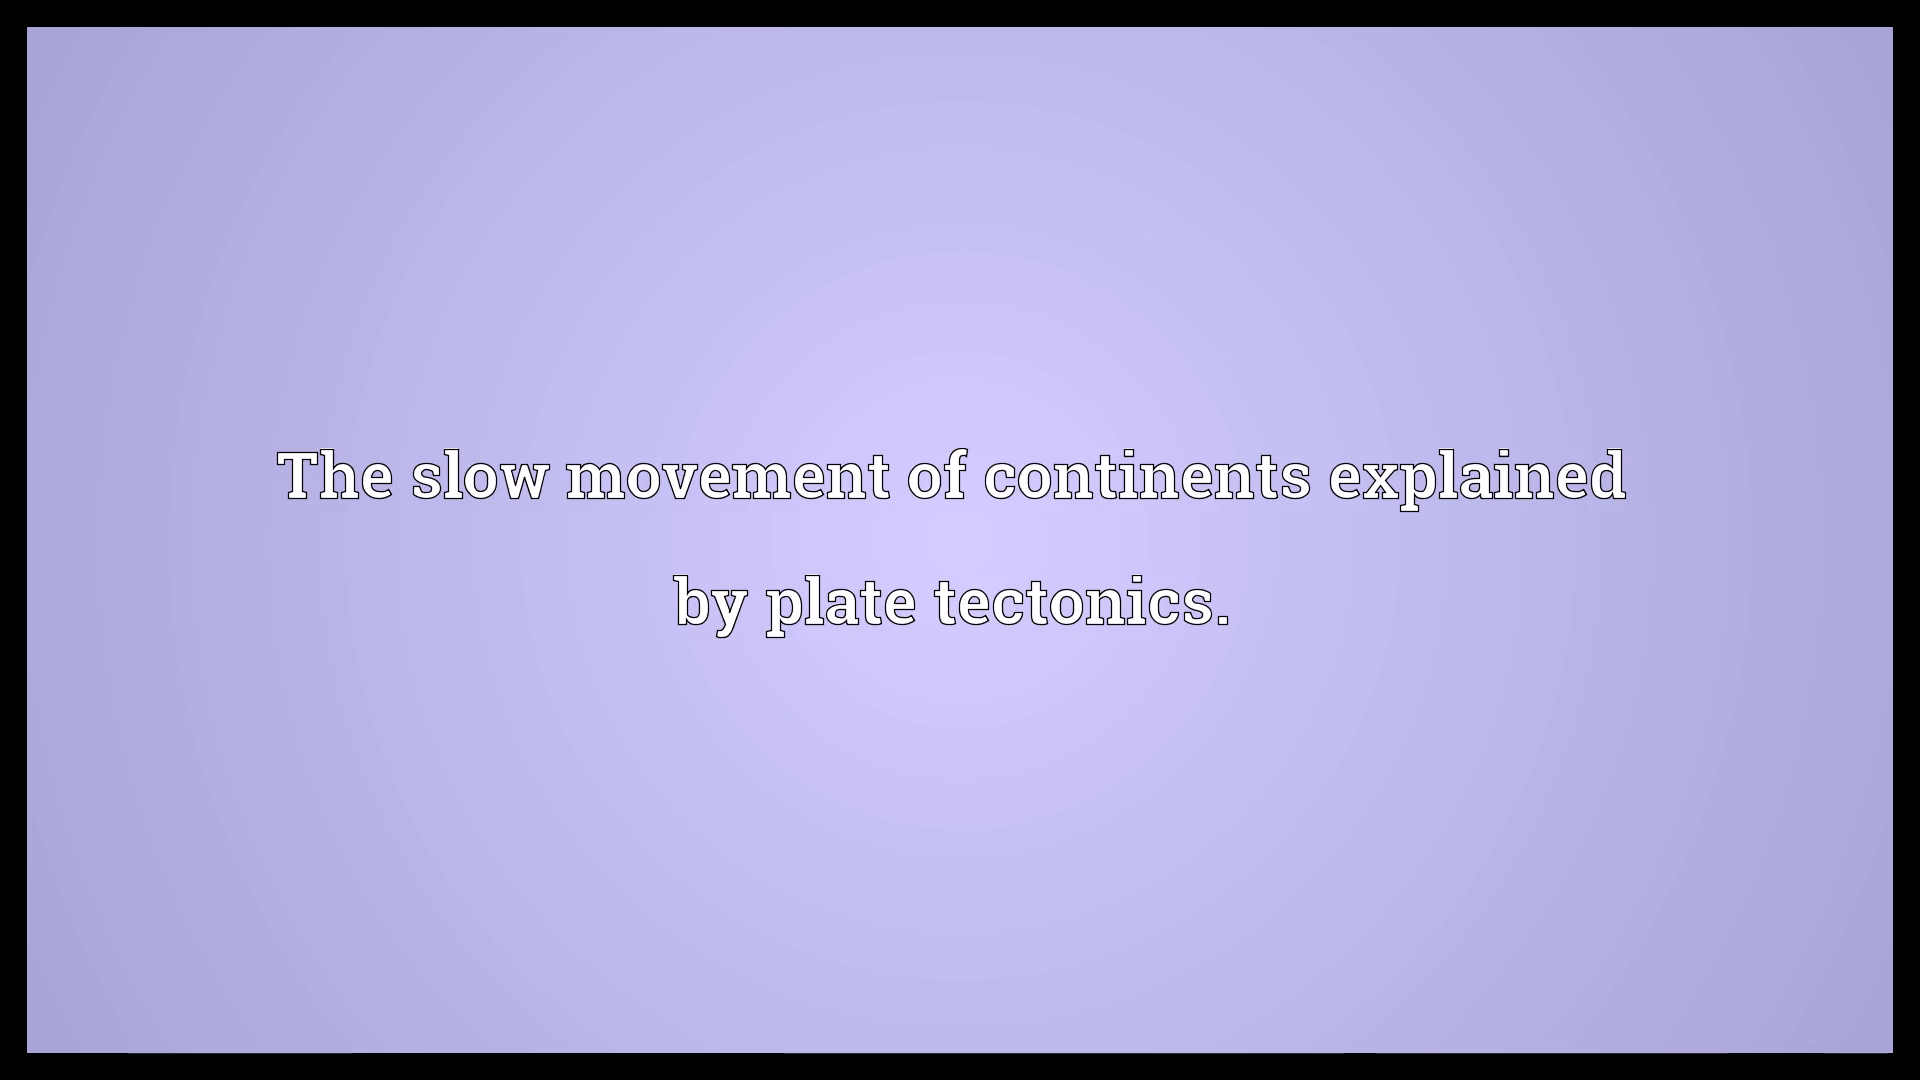 The slow movement of continents explained
by plate tectonics.